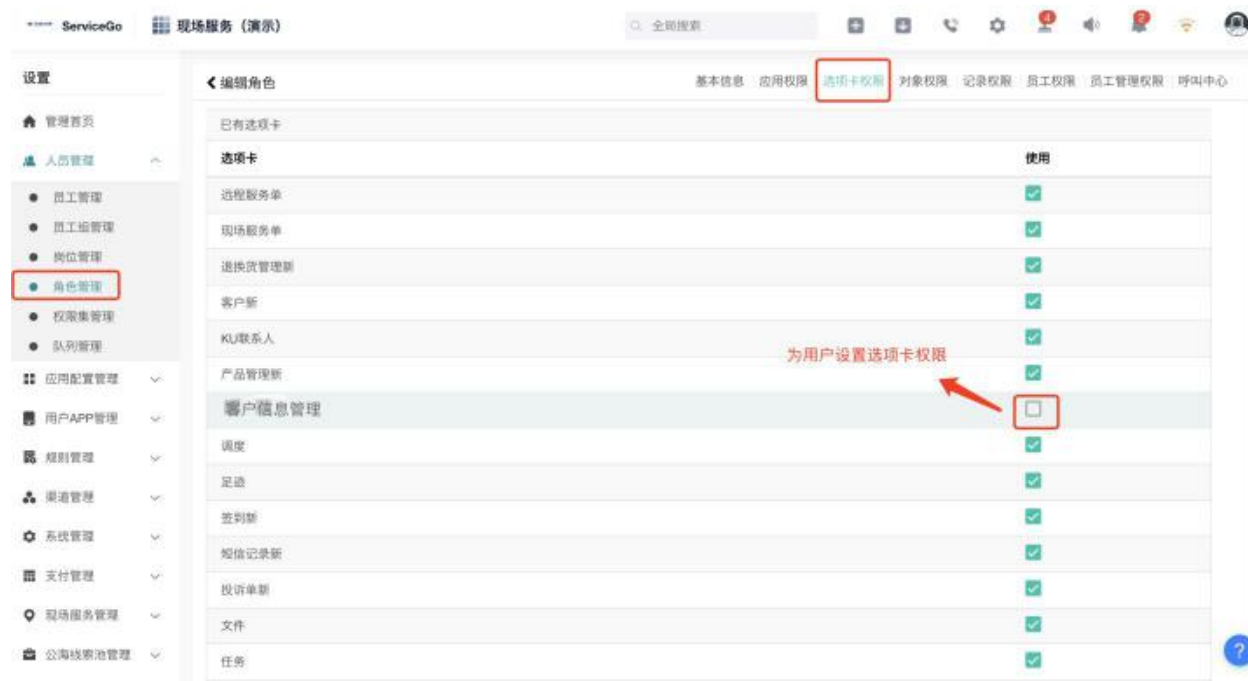 ServiceGo 现场服务（演示） 全局搜索 4 2
设置
编辑角色 基本信息 应用权限 选项卡权限 对象权限 记录权限 员工权限 员工管理权限 呼叫中心
管理首页
已有选项卡
人员管理
选项卡 使用
员工管理
远程服务单
员工组管理
现场服务单
岗位管理
退换货管理新
角色管理
客户新
权限集管理
KU联系人
队列管理
为用户设置选项卡权限
产品管理新
应用配置管理
客户信息管理
用户APP管理
调度
规则管理
足迹
渠道管理
签到新
系统管理
短信记录新
支付管理
投诉单新
现场服务管理
文件
公海线索池管理
任务
?